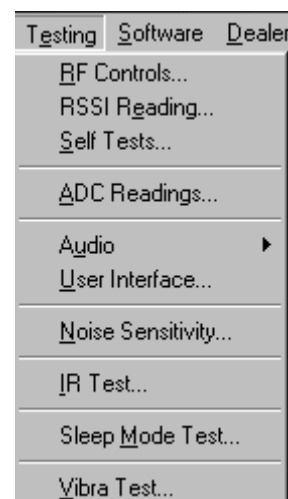 Testing Software Dealer
RF Controls...
RSSI Reading...
Self Tests...
ADC Readings...
Audio
User Interface...
Noise Sensitivity...
IR Test...
Sleep Mode Test...
Vibra Test...